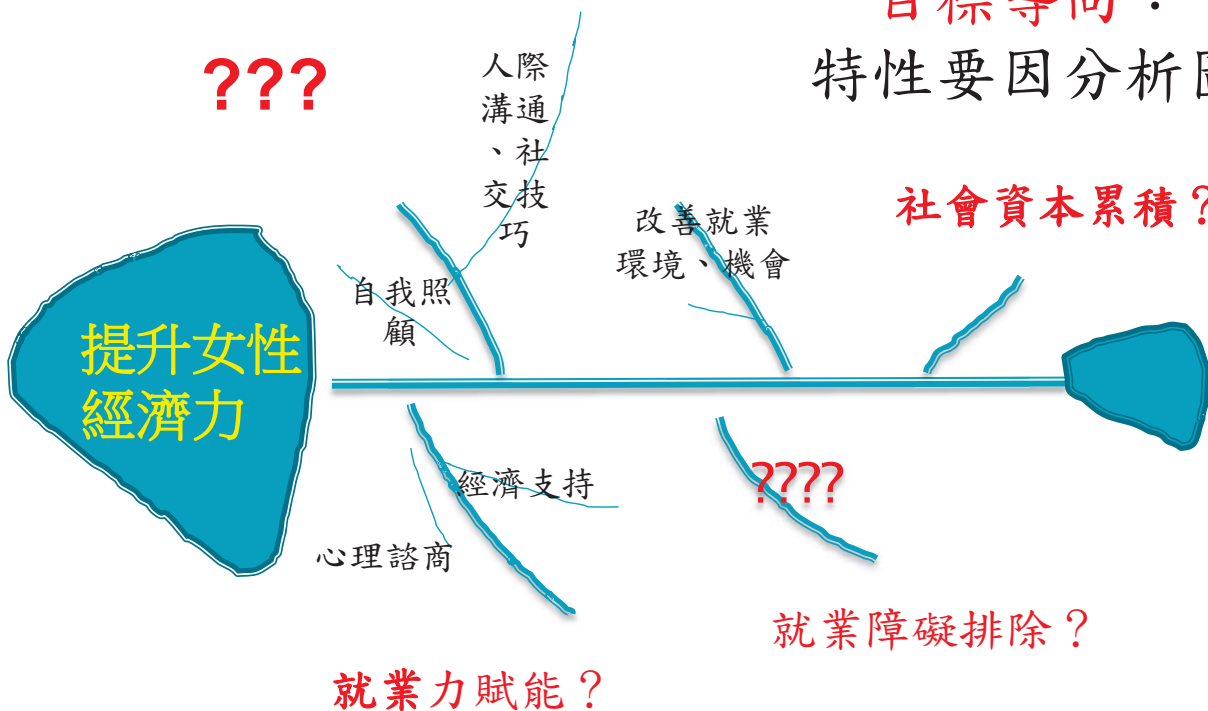 目標導向：
特性要因分析圖
???
人際
溝通
、社
交技
巧
改善就業
環境、機會
社會資本累積？
自我照
顧
提升女性
經濟力
經濟支持
????
心理諮商
就業障礙排除？
就業力賦能？